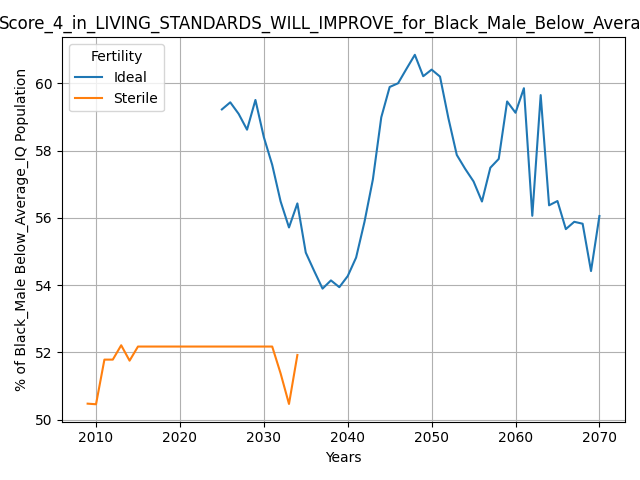 Score_4_in_LIVING_STANDARDS_WILL_IMPROVE_for_Black_Male_Below_Avera
Fertility
Ideal
Sterile
% of Black_Male Below_Average_IQ Population
60
58
56
54
52
50
2010 2020 2030 2040 2050 2060 2070
Years